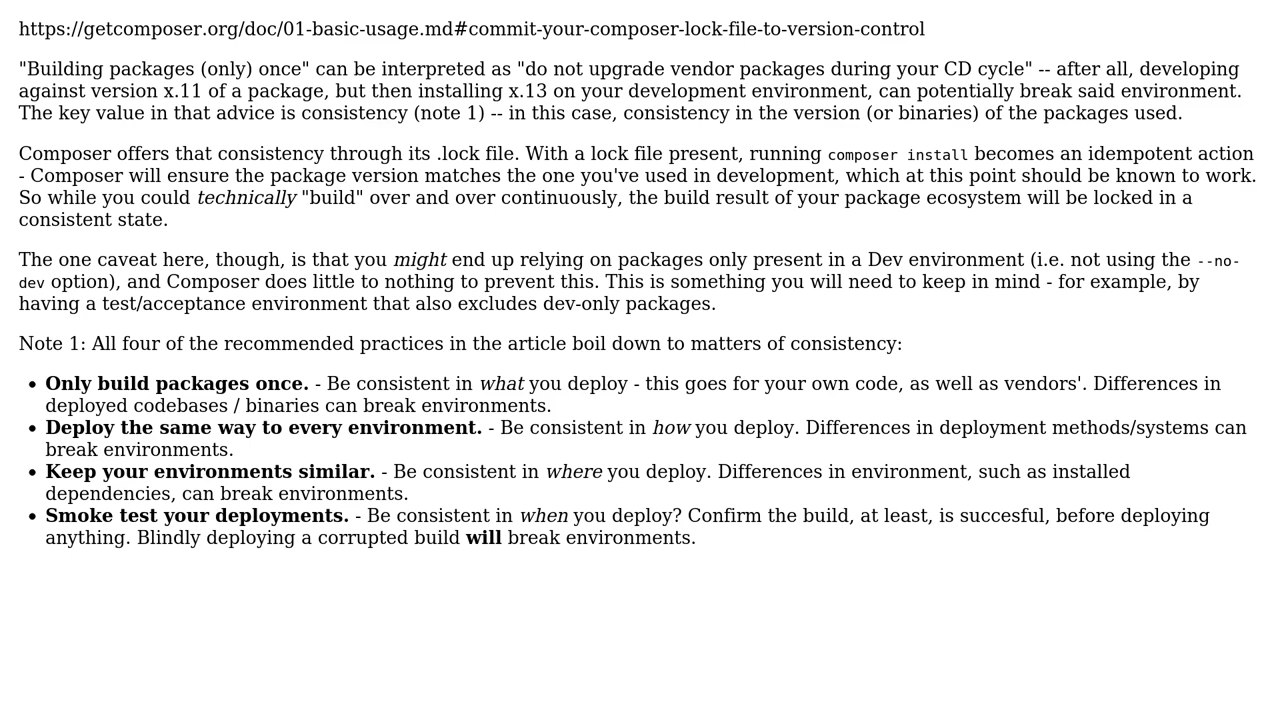 https://getcomposer.org/doc/01-basic-usage.md#commit-your-composer-lock-file-to-version-control
"Building packages (only) once" can be interpreted as "do not upgrade vendor packages during your CD cycle" -- after all, developing
against version x.11 of a package, but then installing x.13 on your development environment, can potentially break said environment.
The key value in that advice is consistency (note 1) -- in this case, consistency in the version (or binaries) of the packages used.
Composer offers that consistency through its .lock file. With a lock file present, running composer install becomes an idempotent action
- Composer will ensure the package version matches the one you've used in development, which at this point should be known to work.
So while you could technically "build" over and over continuously, the build result of your package ecosystem will be locked in a
consistent state.
The one caveat here, though, is that you might end up relying on packages only present in a Dev environment (i.e. not using the --no-
dev option), and Composer does little to nothing to prevent this. This is something you will need to keep in mind - for example, by
having a test/acceptance environment that also excludes dev-only packages.
Note 1: All four of the recommended practices in the article boil down to matters of consistency:
• Only build packages once. - Be consistent in what you deploy - this goes for your own code, as well as vendors'. Differences in
deployed codebases / binaries can break environments.
• Deploy the same way to every environment. - Be consistent in how you deploy. Differences in deployment methods/systems can
break environments.
• Keep your environments similar. - Be consistent in where you deploy. Differences in environment, such as installed
dependencies, can break environments.
• Smoke test your deployments. - Be consistent in when you deploy? Confirm the build, at least, is succesful, before deploying
anything. Blindly deploying a corrupted build will break environments.